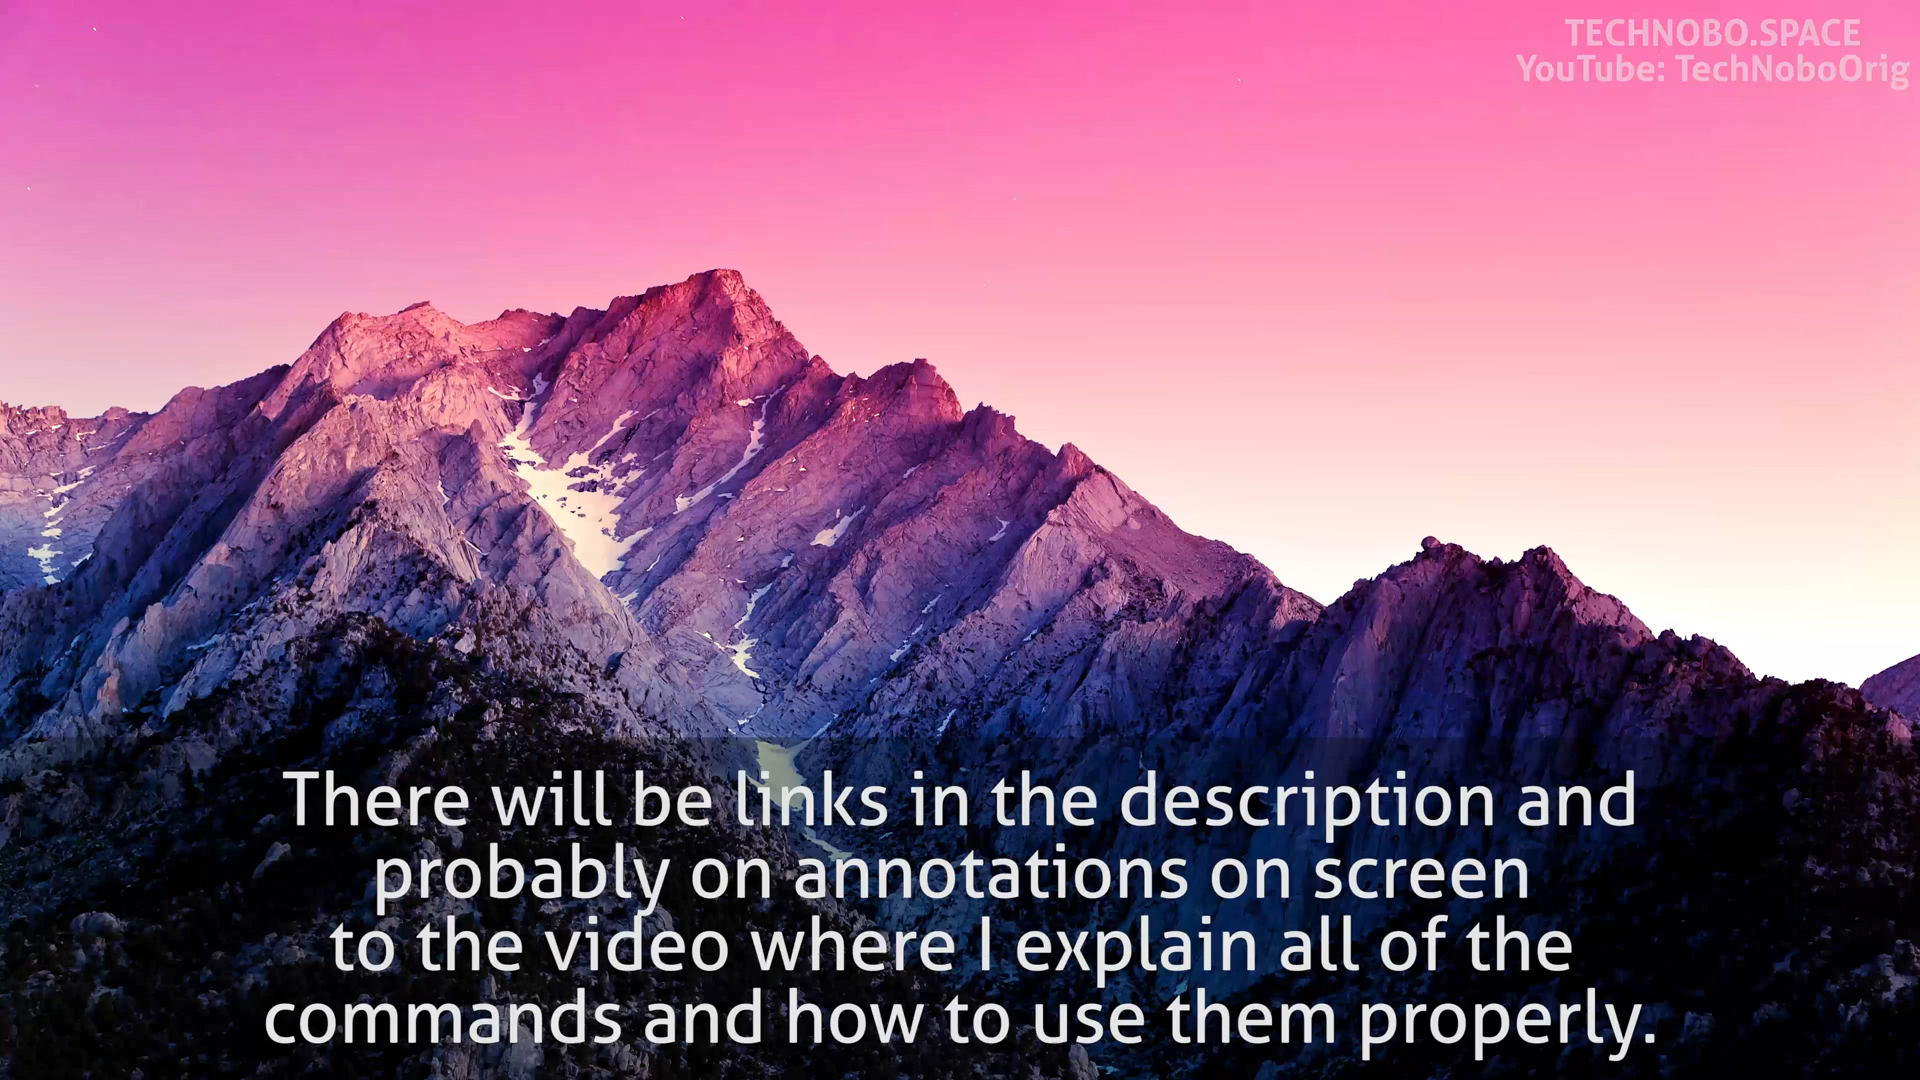 TECHNOBO.SPACE
YouTube: TechNoboOrig
There will be links in the description and
probably on annotations on screen
to the video where I explain all of the
commands and how to use them properly.